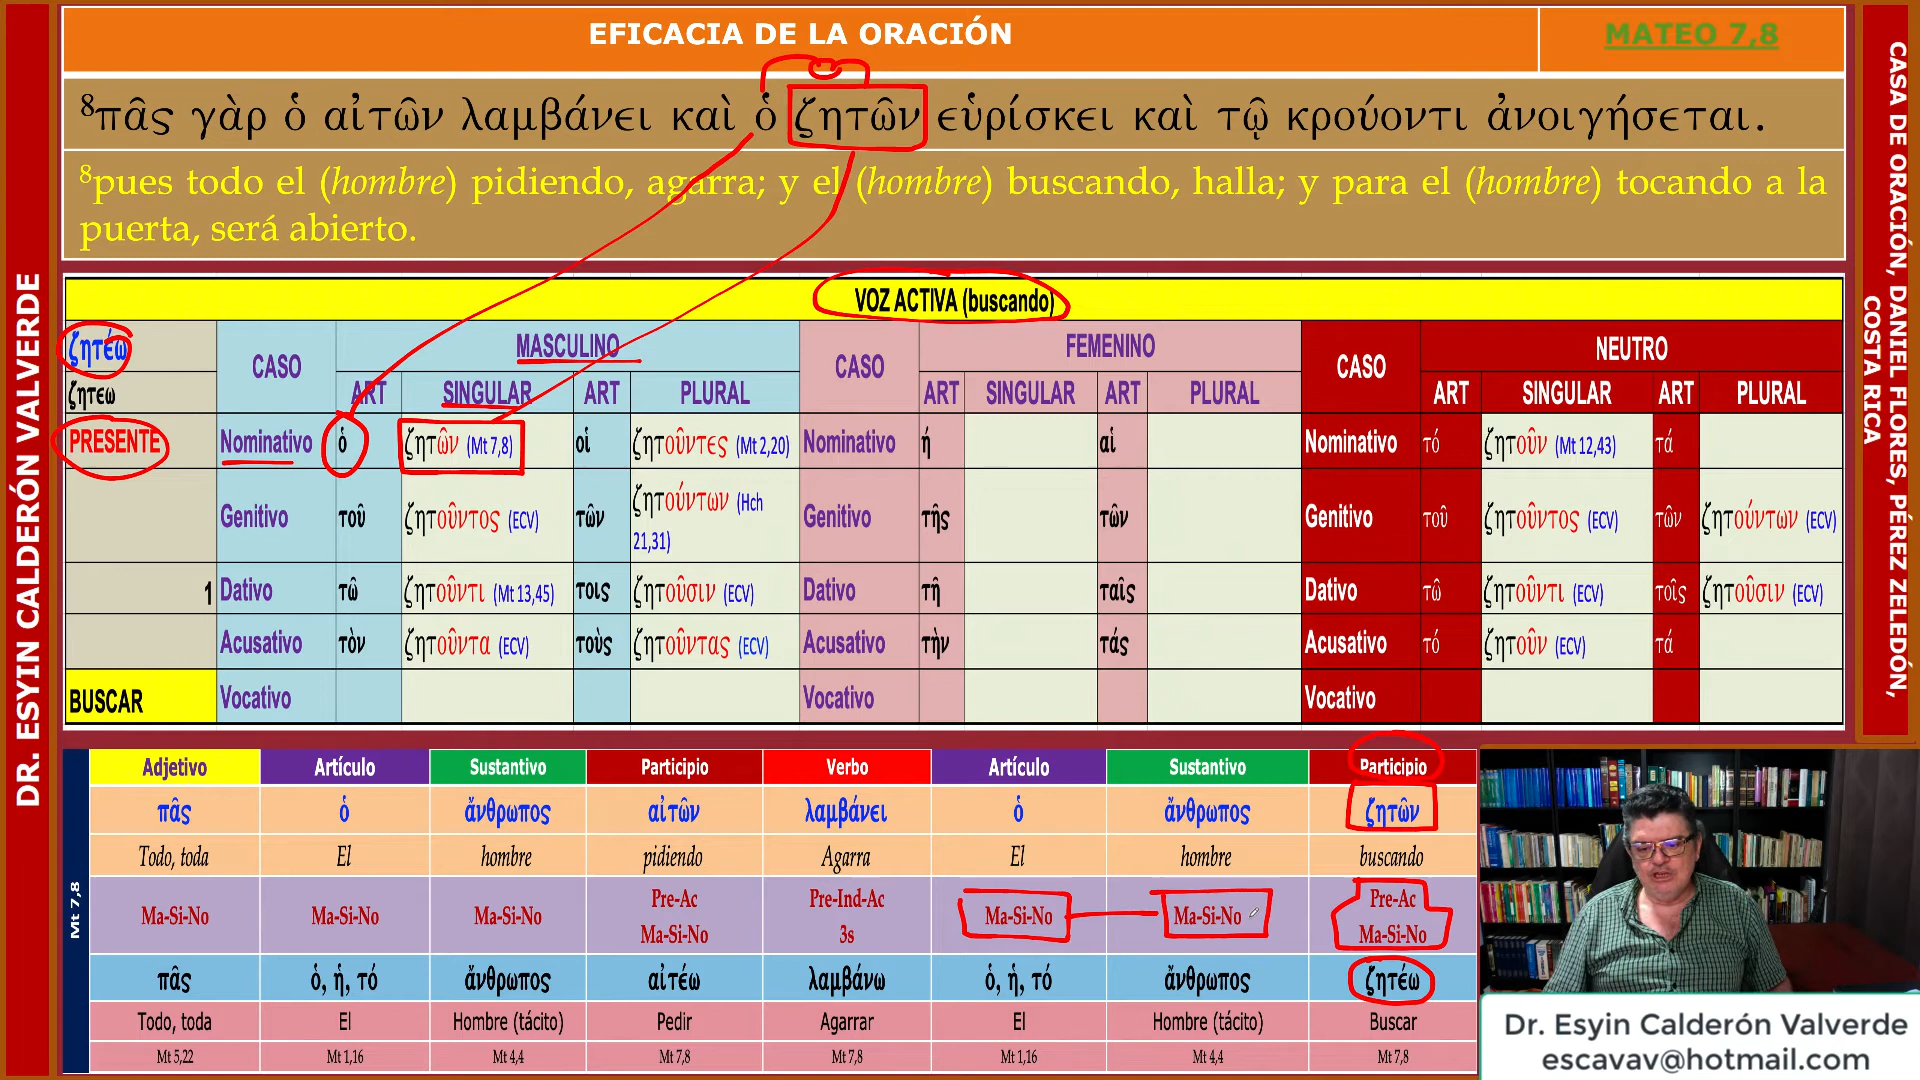 EFICACIA DE LA ORACIÓN MATEO 7,8
⁸πᾶς γὰρ ὁ αἰτῶν λαμβάνει καὶ ὁ ζητῶν εὑρίσκει καὶ τῷ κρούοντι ἀνοιγήσεται.
⁸pues todo el (hombre) pidiendo, agarra; y el (hombre) buscando, halla; y para el (hombre) tocando a la
puerta, será abierto.
VOZ ACTIVA (buscando)
ζητέω CASO MASCULINO CASO FEMENINO CASO NEUTRO
ζητεω ART SINGULAR ART PLURAL ART SINGULAR ART PLURAL ART SINGULAR ART PLURAL
PRESENTE Nominativo ὁ ζητῶν (Mt 7,8) οἱ ζητοῦντες (Mt 2,20) Nominativo ἡ αἱ Nominativo τό ζητοῦν (Mt 12,43) τά
Genitivo τοῦ ζητοῦντος (ECV) τῶν ζητούντων (Hch 21,31) Genitivo τῆς τῶν Genitivo τοῦ ζητοῦντος (ECV) τῶν ζητούντων (ECV)
1 Dativo τῶ ζητοῦντι (Mt 13,45) τοις ζητοῦσιν (ECV) Dativo τῆ ταῖς Dativo τῶ ζητοῦντι (ECV) τοῖς ζητοῦσιν (ECV)
Acusativo τὸν ζητοῦντα (ECV) τοὺς ζητοῦντας (ECV) Acusativo τὴν τάς Acusativo τό ζητοῦν (ECV) τά
BUSCAR Vocativo Vocativo Vocativo
Mt 7,8
Adjetivo Artículo Sustantivo Participio Verbo Artículo Sustantivo Participio
πᾶς ὁ ἄνθρωπος αἰτῶν λαμβάνει ὁ ἄνθρωπος ζητῶν
Todo, toda El hombre pidiendo Agarra El hombre buscando
Ma-Si-No Ma-Si-No Ma-Si-No Pre-Ac Ma-Si-No Pre-Ind-Ac 3s Ma-Si-No Ma-Si-No Pre-Ac Ma-Si-No
πᾶς ὁ, ἡ, τό ἄνθρωπος αἰτέω λαμβάνω ὁ, ἡ, τό ἄνθρωπος ζητέω
Todo, toda El Hombre (tácito) Pedir Agarrar El Hombre (tácito) Buscar
Mt 5,22 Mt 1,16 Mt 4,4 Mt 7,8 Mt 7,8 Mt 1,16 Mt 4,4 Mt 7,8
DR. ESYIN CALDERÓN VALVERDE
CASA DE ORACIÓN, DANIEL FLORES, PÉREZ ZELEDÓN,
COSTA RICA
Dr. Esyin Calderón Valverde
escavav@hotmail.com